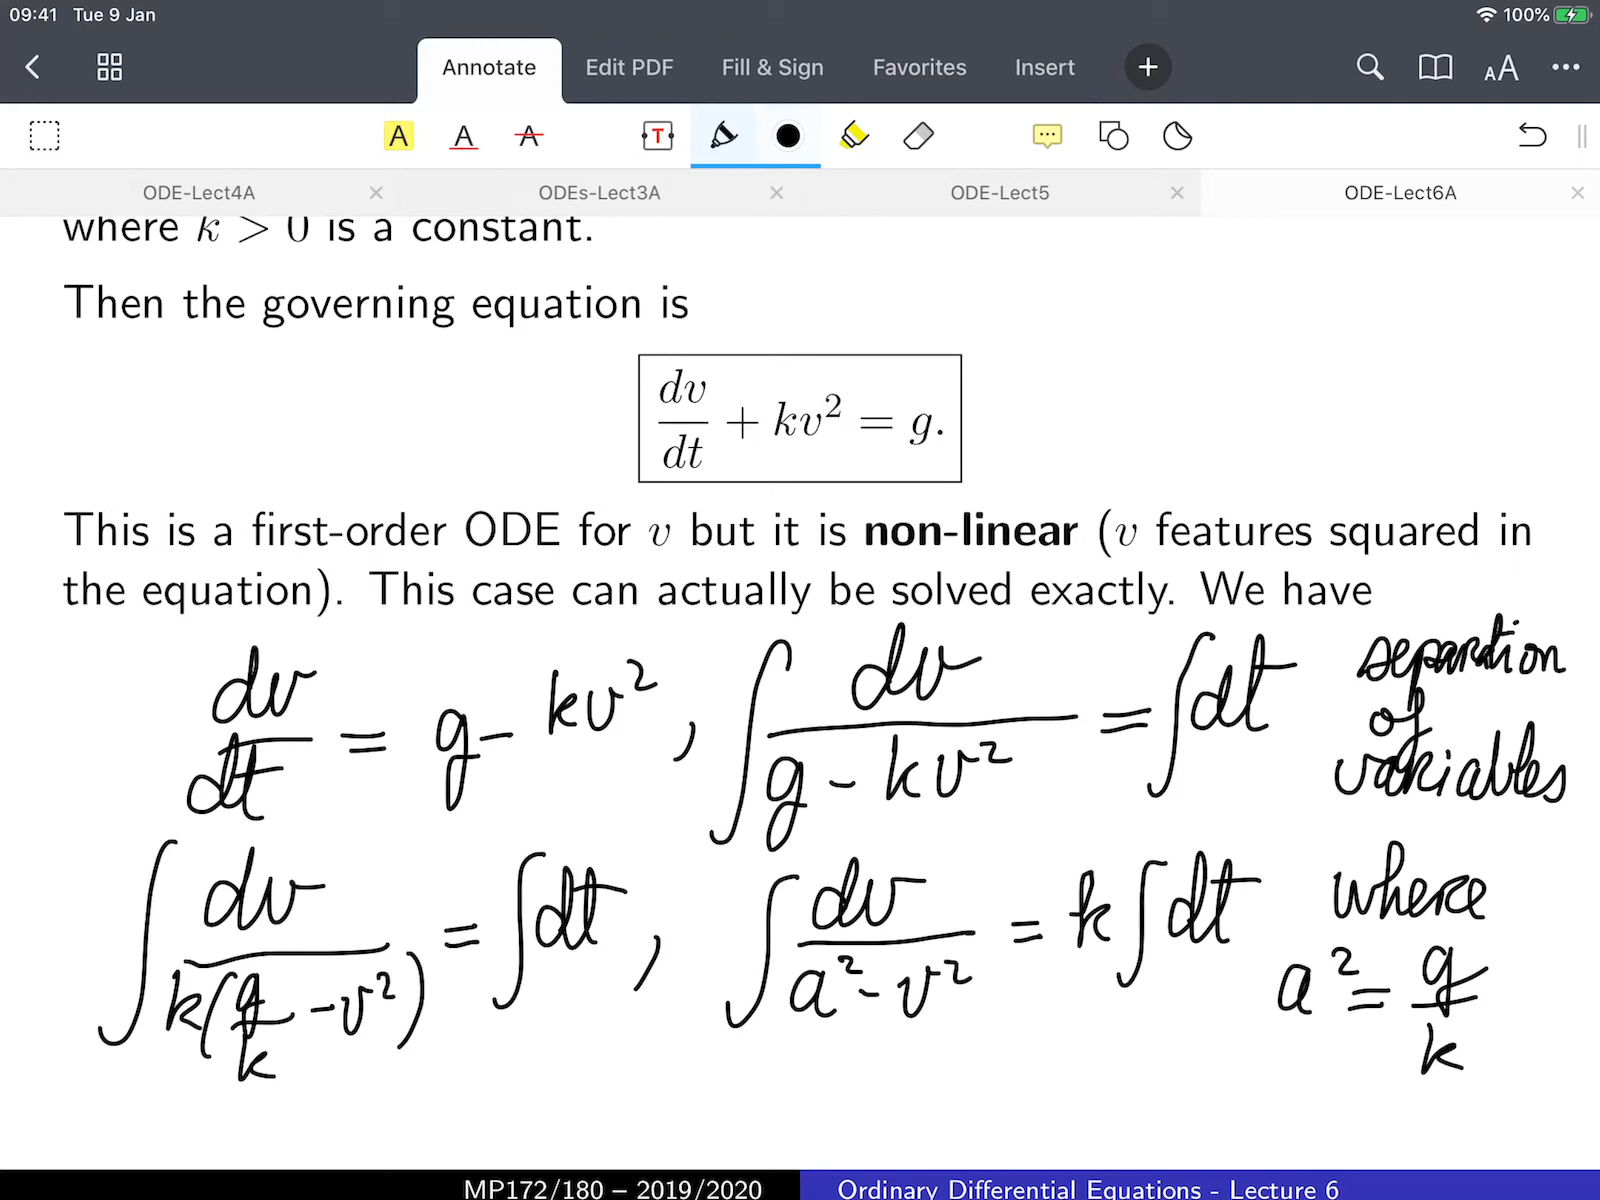 09:41 Tue 9 Jan 100%
Annotate Edit PDF Fill & Sign Favorites Insert +
A A A T
ODE-Lect4A × ODEs-Lect3A × ODE-Lect5 × ODE-Lect6A ×
where k > 0 is a constant.
Then the governing equation is
dv/dt + kv² = g.
This is a first-order ODE for v but it is non-linear (v features squared in
the equation). This case can actually be solved exactly. We have
dv/dt = g - kv², ∫ dv/(g - kv²) = ∫dt separation of variables
∫ dv/(k(g/k - v²)) = ∫dt, ∫ dv/(a² - v²) = k∫dt where a² = g/k
MP172/180 – 2019/2020 Ordinary Differential Equations - Lecture 6